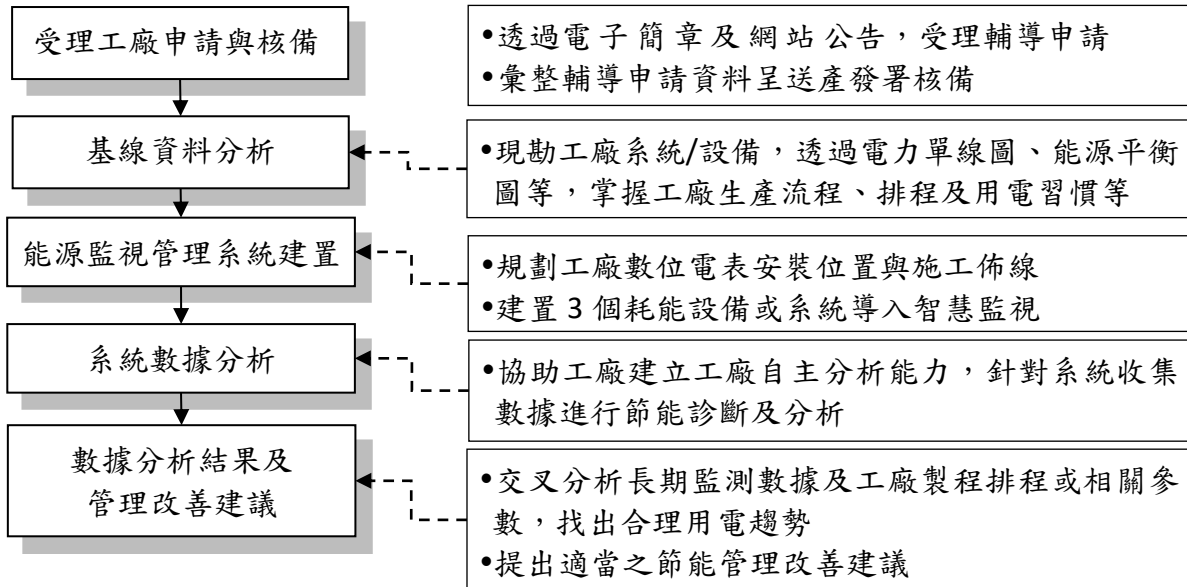 受理工廠申請與核備
•透過電子簡章及網站公告，受理輔導申請
•彙整輔導申請資料呈送產發署核備
基線資料分析
•現勘工廠系統/設備，透過電力單線圖、能源平衡
圖等，掌握工廠生產流程、排程及用電習慣等
能源監視管理系統建置
•規劃工廠數位電表安裝位置與施工佈線
•建置3個耗能設備或系統導入智慧監視
系統數據分析
•協助工廠建立工廠自主分析能力，針對系統收集
數據進行節能診斷及分析
數據分析結果及
管理改善建議
•交叉分析長期監測數據及工廠製程排程或相關參
數，找出合理用電趨勢
•提出適當之節能管理改善建議